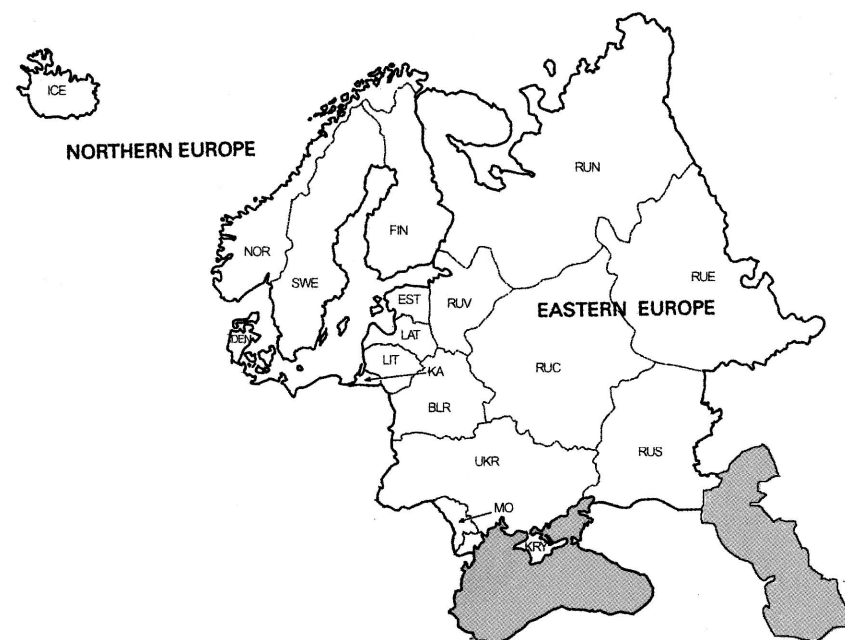 ICE
NORTHERN EUROPE
RUN
FIN
NOR
SWE
RUE
EST
RUV
EASTERN EUROPE
LAT
DEN
LIT
KA
RUC
BLR
UKR
RUS
MO
KRY